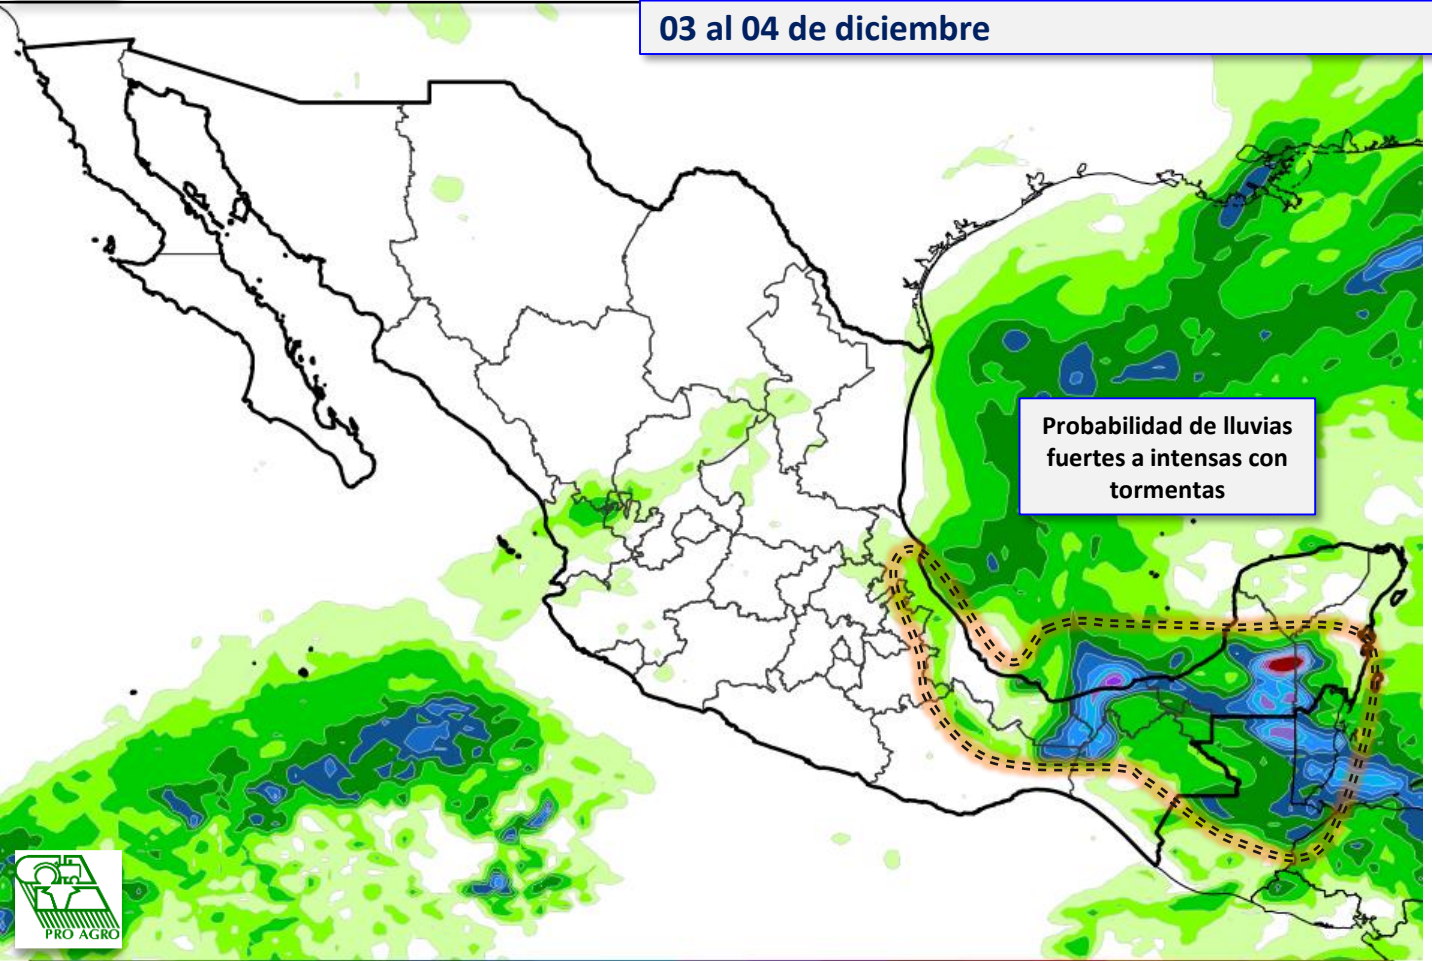 03 al 04 de diciembre
Probabilidad de lluvias
fuertes a intensas con
tormentas
PRO AGRO